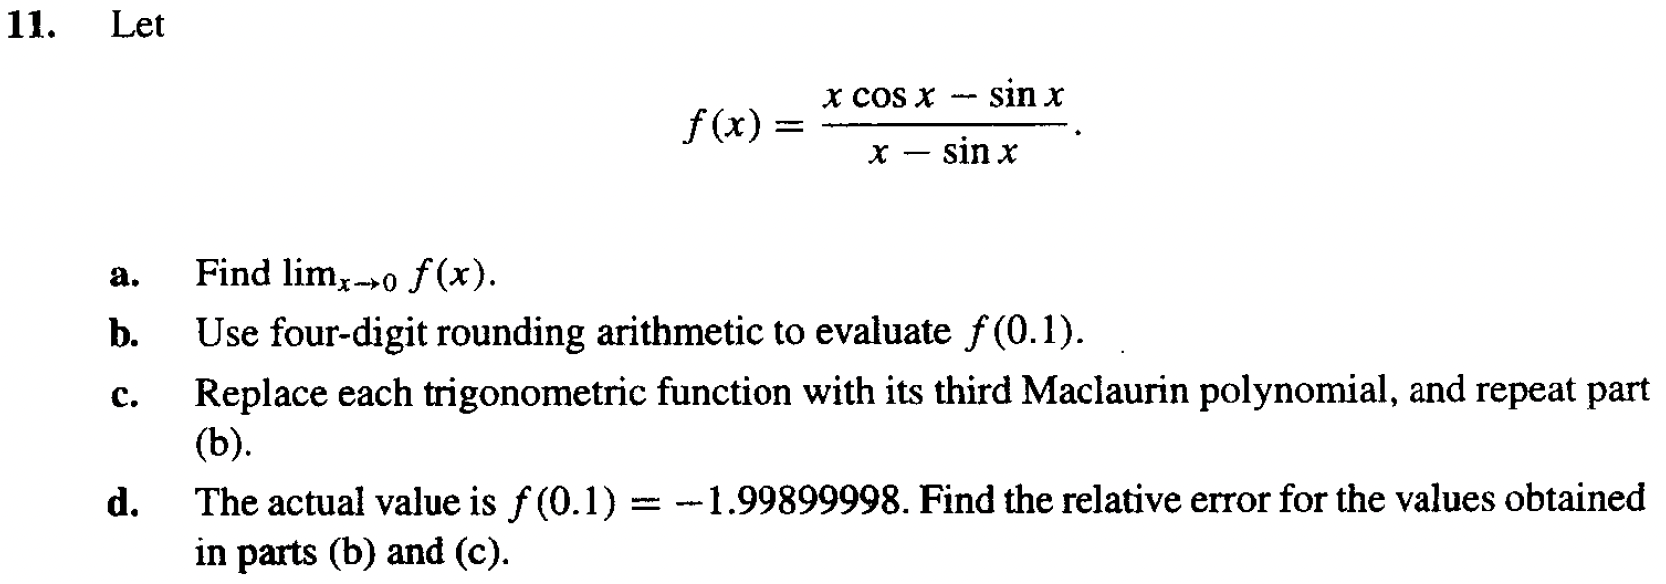 11. Let
f(x) = \frac{x \cos x - \sin x}{x - \sin x}.
a. Find lim_{x→0} f(x).
b. Use four-digit rounding arithmetic to evaluate f(0.1).
c. Replace each trigonometric function with its third Maclaurin polynomial, and repeat part
(b).
d. The actual value is f(0.1) = −1.99899998. Find the relative error for the values obtained
in parts (b) and (c).